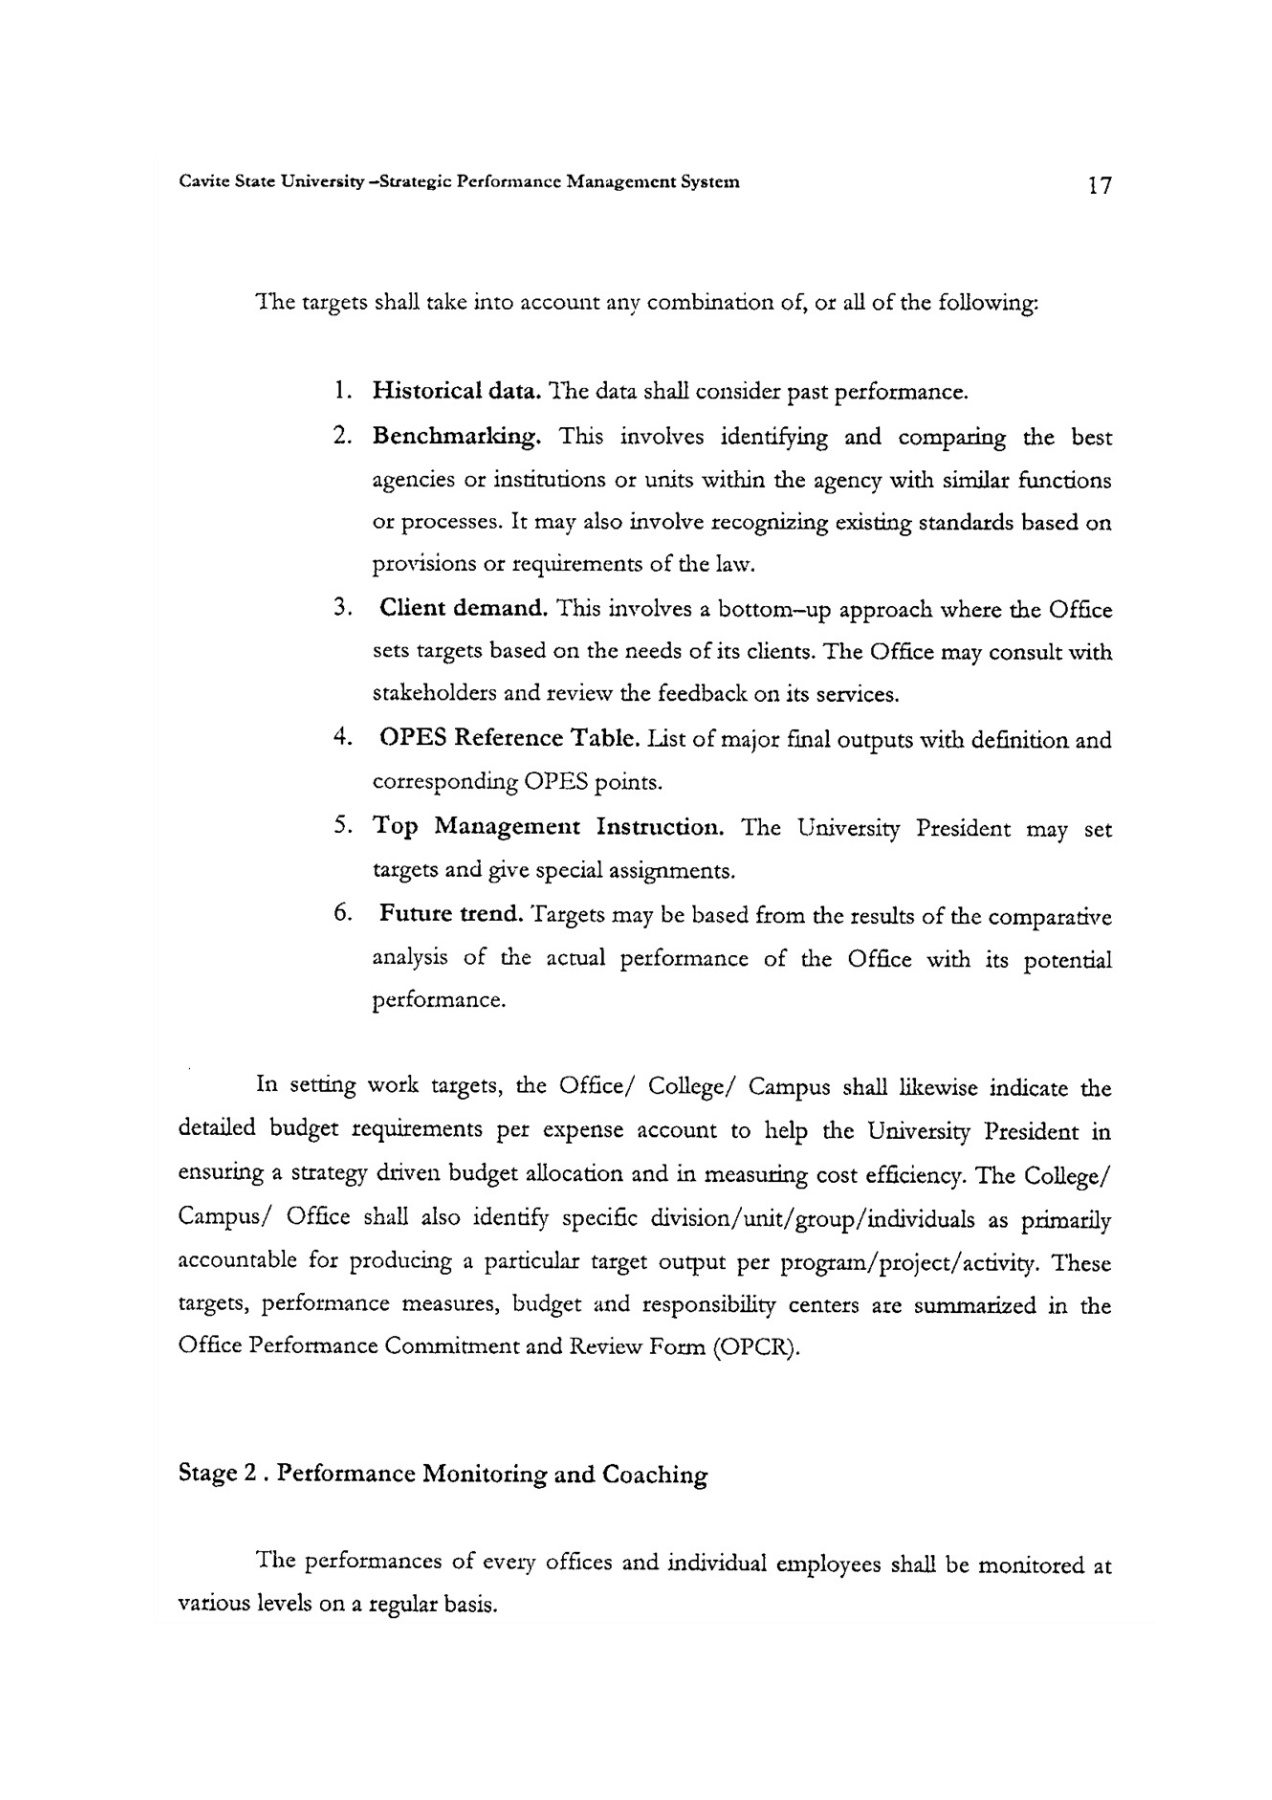 Cavite State University –Strategic Performance Management System 17
The targets shall take into account any combination of, or all of the following:
1. Historical data. The data shall consider past performance.
2. Benchmarking. This involves identifying and comparing the best
agencies or institutions or units within the agency with similar functions
or processes. It may also involve recognizing existing standards based on
provisions or requirements of the law.
3. Client demand. This involves a bottom–up approach where the Office
sets targets based on the needs of its clients. The Office may consult with
stakeholders and review the feedback on its services.
4. OPES Reference Table. List of major final outputs with definition and
corresponding OPES points.
5. Top Management Instruction. The University President may set
targets and give special assignments.
6. Future trend. Targets may be based from the results of the comparative
analysis of the actual performance of the Office with its potential
performance.
In setting work targets, the Office/ College/ Campus shall likewise indicate the
detailed budget requirements per expense account to help the University President in
ensuring a strategy driven budget allocation and in measuring cost efficiency. The College/
Campus/ Office shall also identify specific division/unit/group/individuals as primarily
accountable for producing a particular target output per program/project/activity. These
targets, performance measures, budget and responsibility centers are summarized in the
Office Performance Commitment and Review Form (OPCR).
Stage 2 . Performance Monitoring and Coaching
The performances of every offices and individual employees shall be monitored at
various levels on a regular basis.